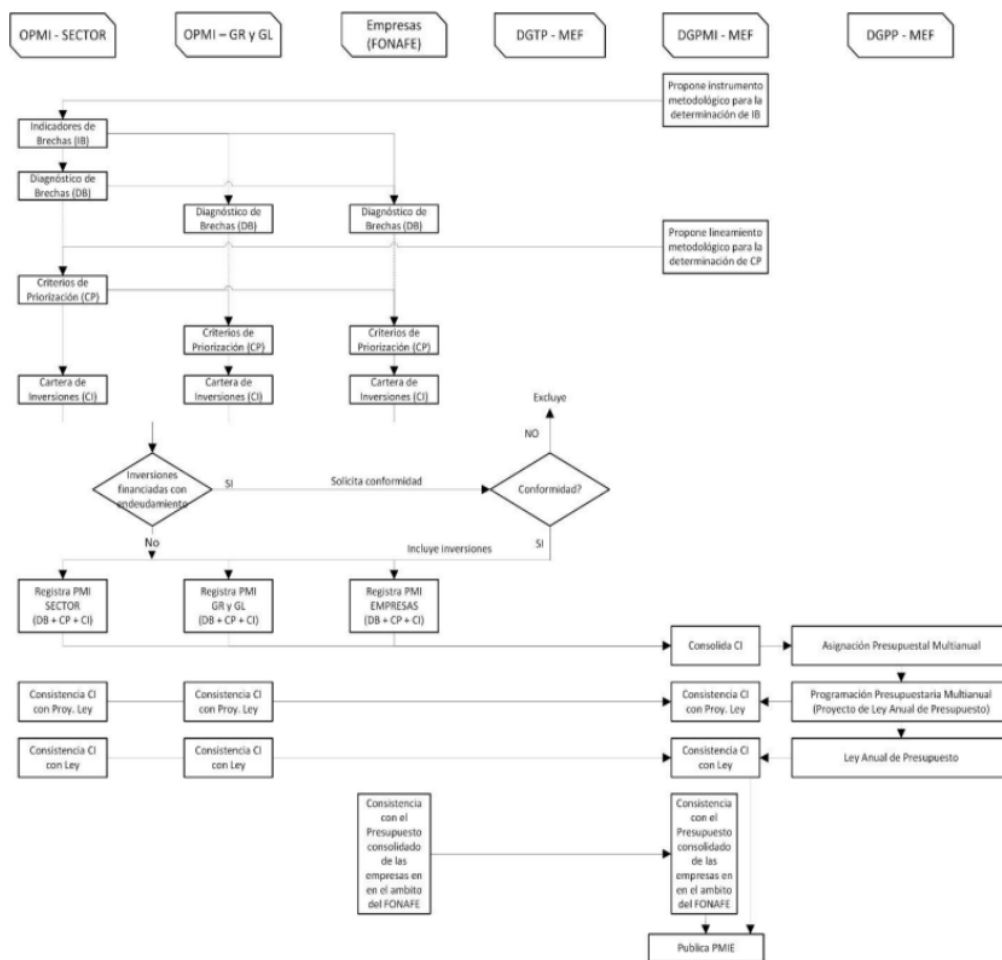 OPMI - SECTOR
OPMI – GR y GL
Empresas
(FONAFE)
DGTP - MEF
DGPMI - MEF
DGPP - MEF
Propone instrumento
metodológico para la
determinación de IB
Indicadores de
Brechas (IB)
Diagnóstico de
Brechas (DB)
Diagnóstico de
Brechas (DB)
Diagnóstico de
Brechas (DB)
Propone lineamiento
metodológico para la
determinación de CP
Criterios de
Priorización (CP)
Criterios de
Priorización (CP)
Criterios de
Priorización (CP)
Cartera de
Inversiones (CI)
Cartera de
Inversiones (CI)
Cartera de
Inversiones (CI)
Excluye
NO
Inversiones
financiadas con
endeudamiento
SI
Solicita conformidad
Conformidad?
No
Incluye inversiones
SI
Registra PMI
SECTOR
(DB + CP + CI)
Registra PMI
GR y GL
(DB + CP + CI)
Registra PMI
EMPRESAS
(DB + CP + CI)
Consolida CI
Asignación Presupuestal Multianual
Consistencia CI
con Proy. Ley
Consistencia CI
con Proy. Ley
Consistencia CI
con Proy. Ley
Programación Presupuestaria Multianual
(Proyecto de Ley Anual de Presupuesto)
Consistencia CI
con Ley
Consistencia CI
con Ley
Consistencia CI
con Ley
Ley Anual de Presupuesto
Consistencia
con el
Presupuesto
consolidado
de las
empresas en
en el ambito
del FONAFE
Consistencia
con el
Presupuesto
consolidado
de las
empresas en
en el ambito
del FONAFE
Publica PMIE